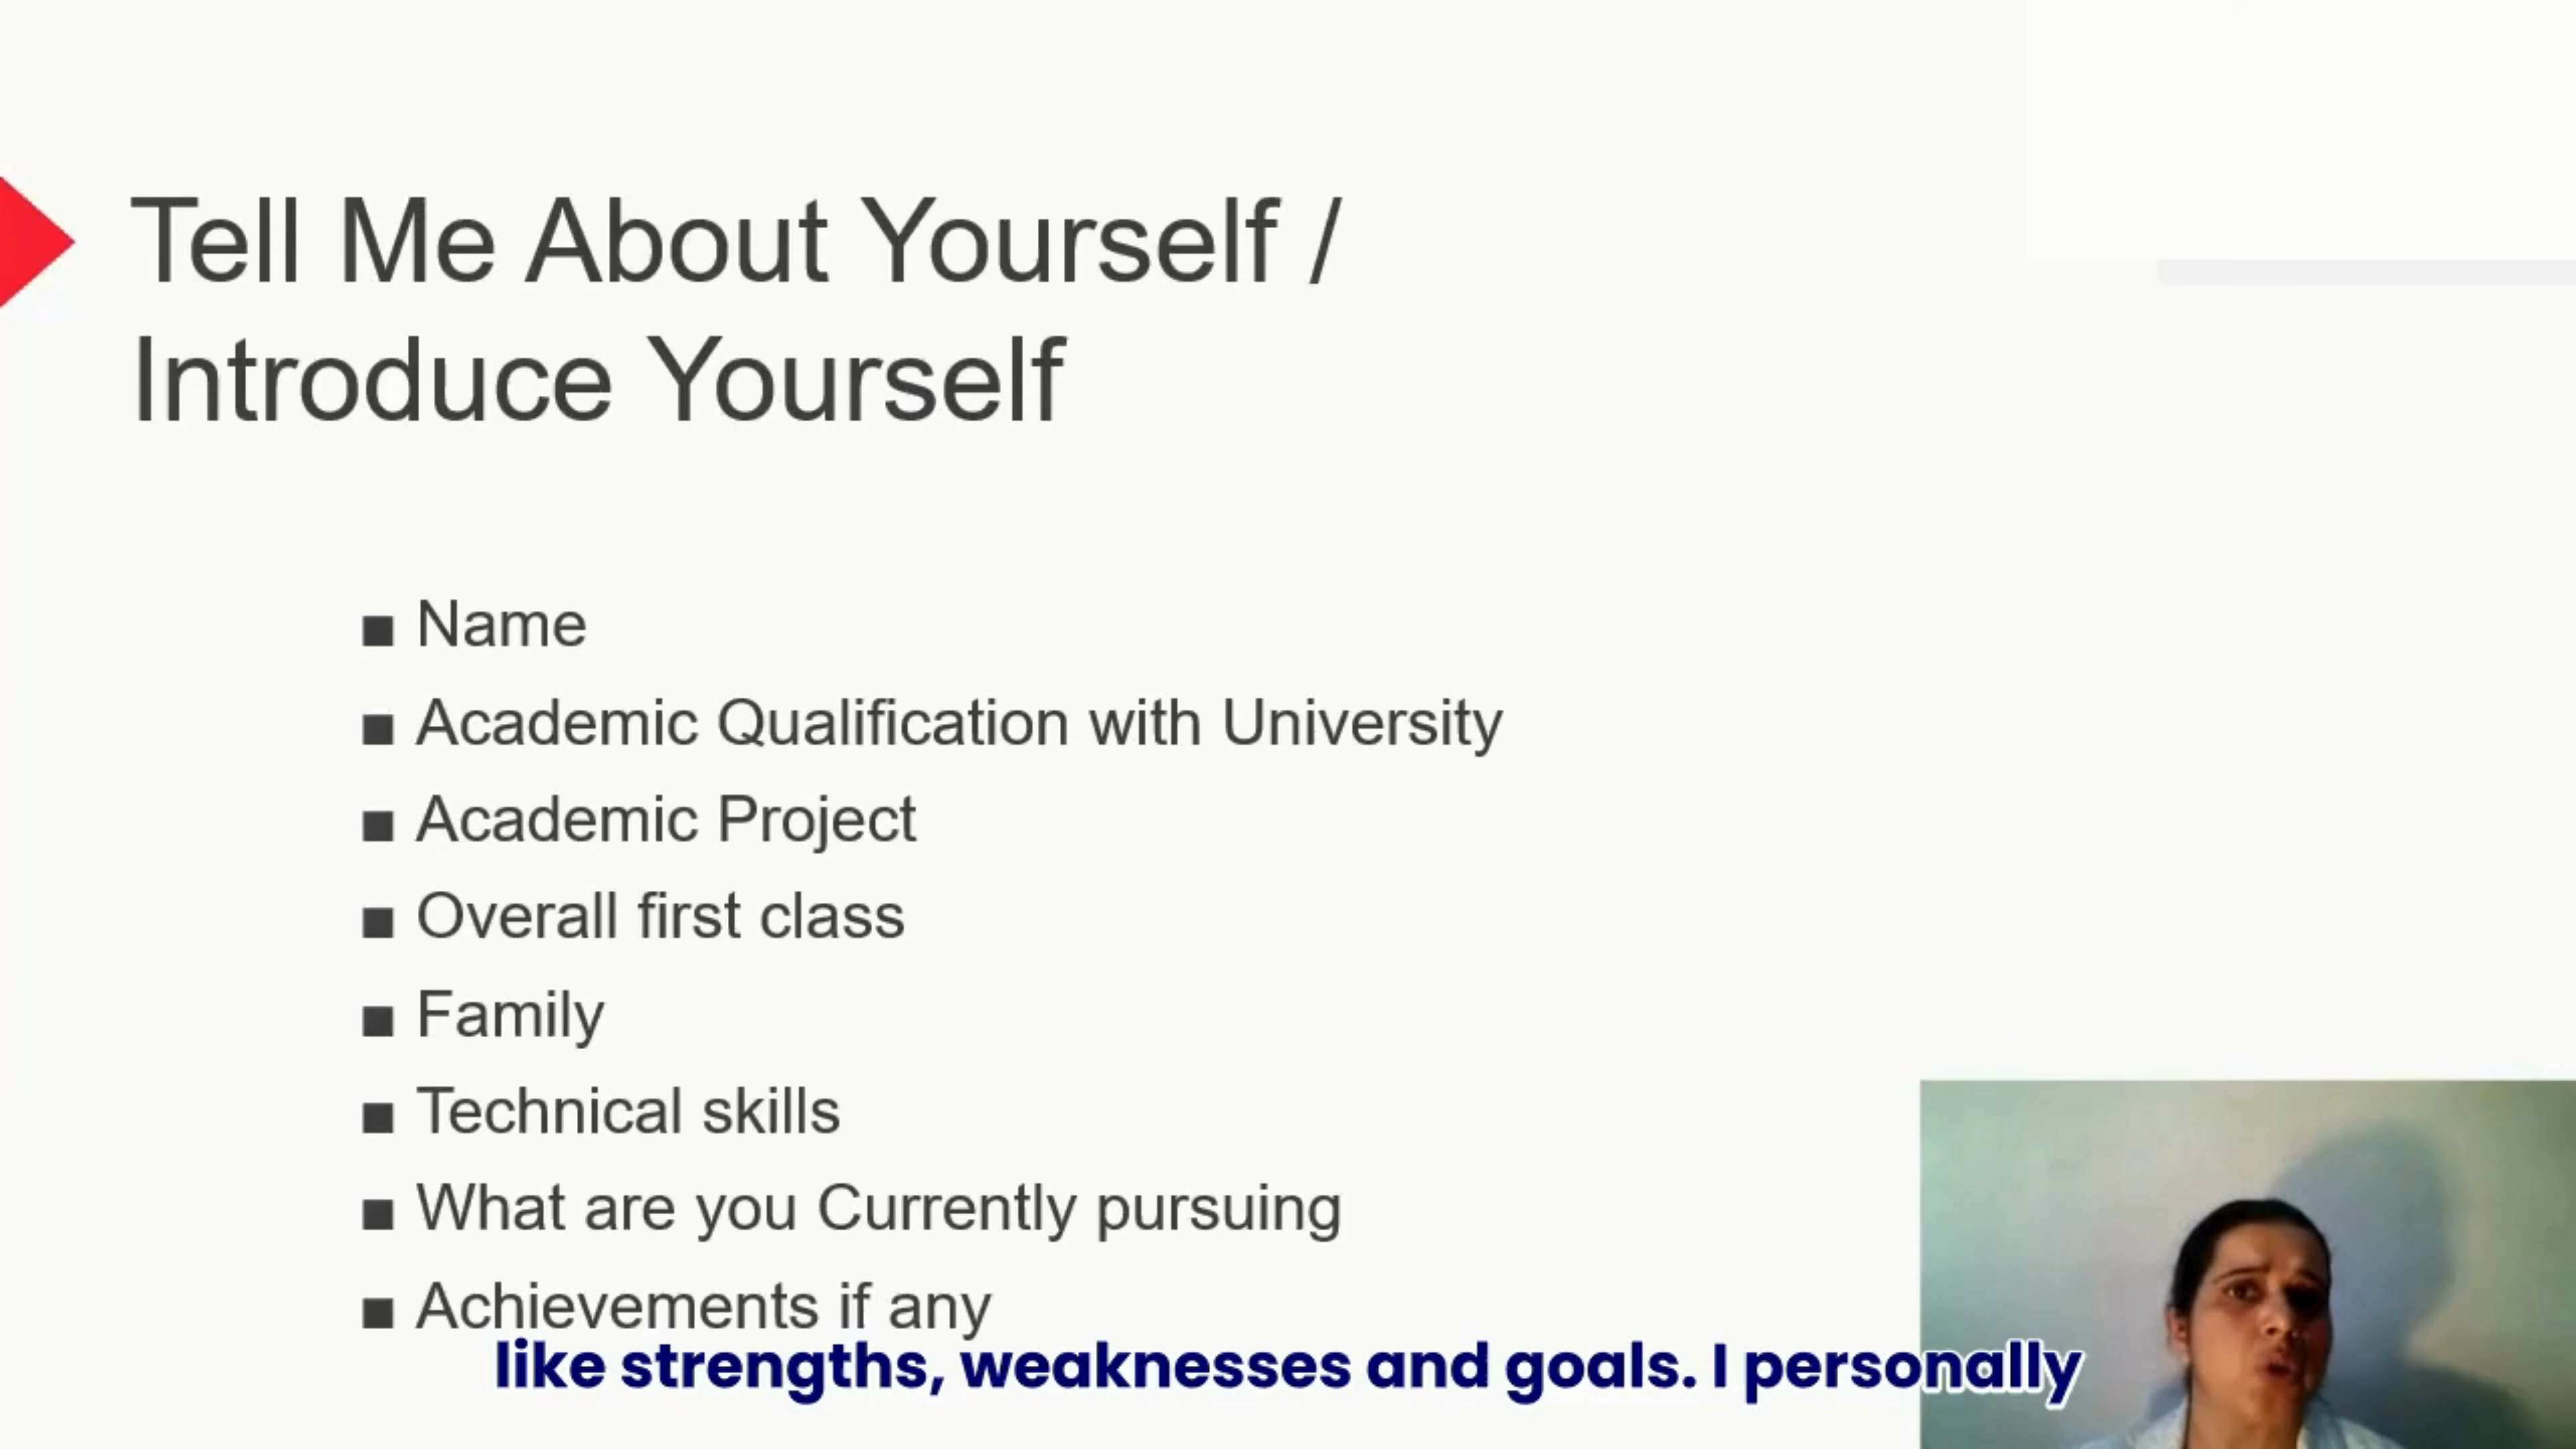 Tell Me About Yourself /
Introduce Yourself
■ Name
■ Academic Qualification with University
■ Academic Project
■ Overall first class
■ Family
■ Technical skills
■ What are you Currently pursuing
■ Achievements if any
like strengths, weaknesses and goals. I personally